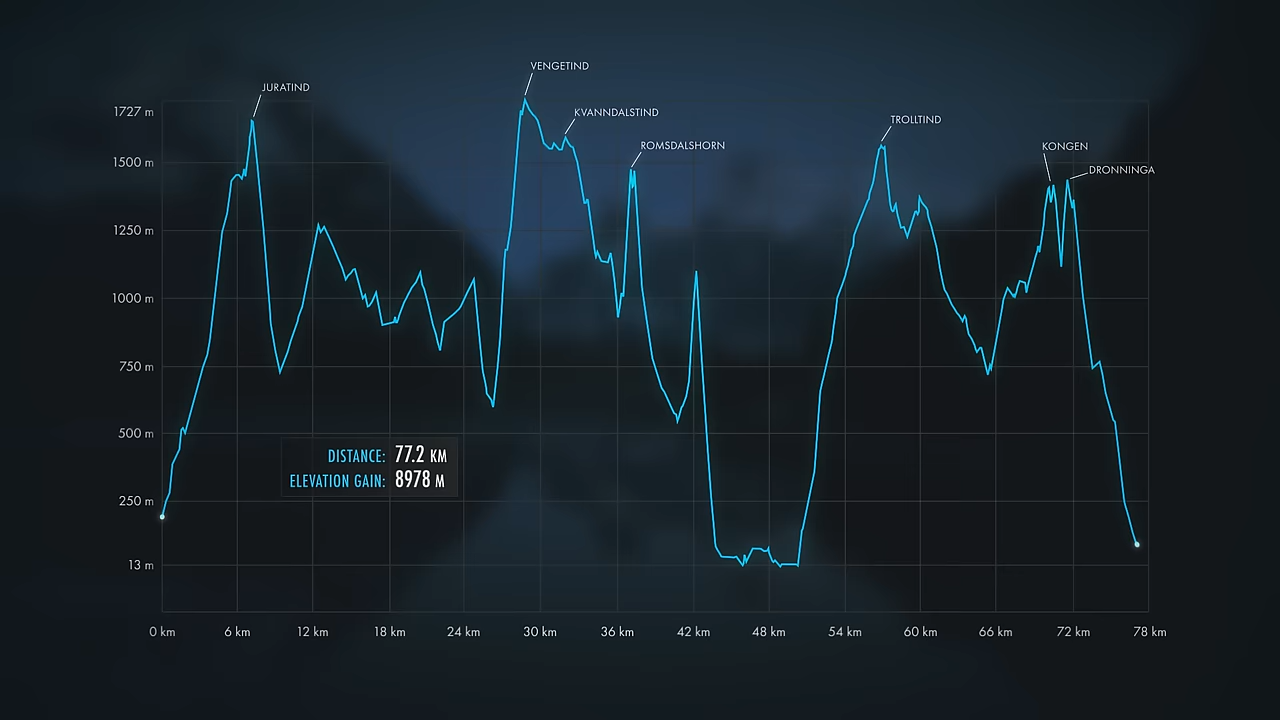 VENGETIND
JURATIND
1727 m
KVANNDALSTIND
TROLLTIND
ROMSDALSHORN
KONGEN
1500 m
DRONNINGA
1250 m
1000 m
750 m
500 m
DISTANCE: 77.2 KM
ELEVATION GAIN: 8978 M
250 m
13 m
0 km 6 km 12 km 18 km 24 km 30 km 36 km 42 km 48 km 54 km 60 km 66 km 72 km 78 km